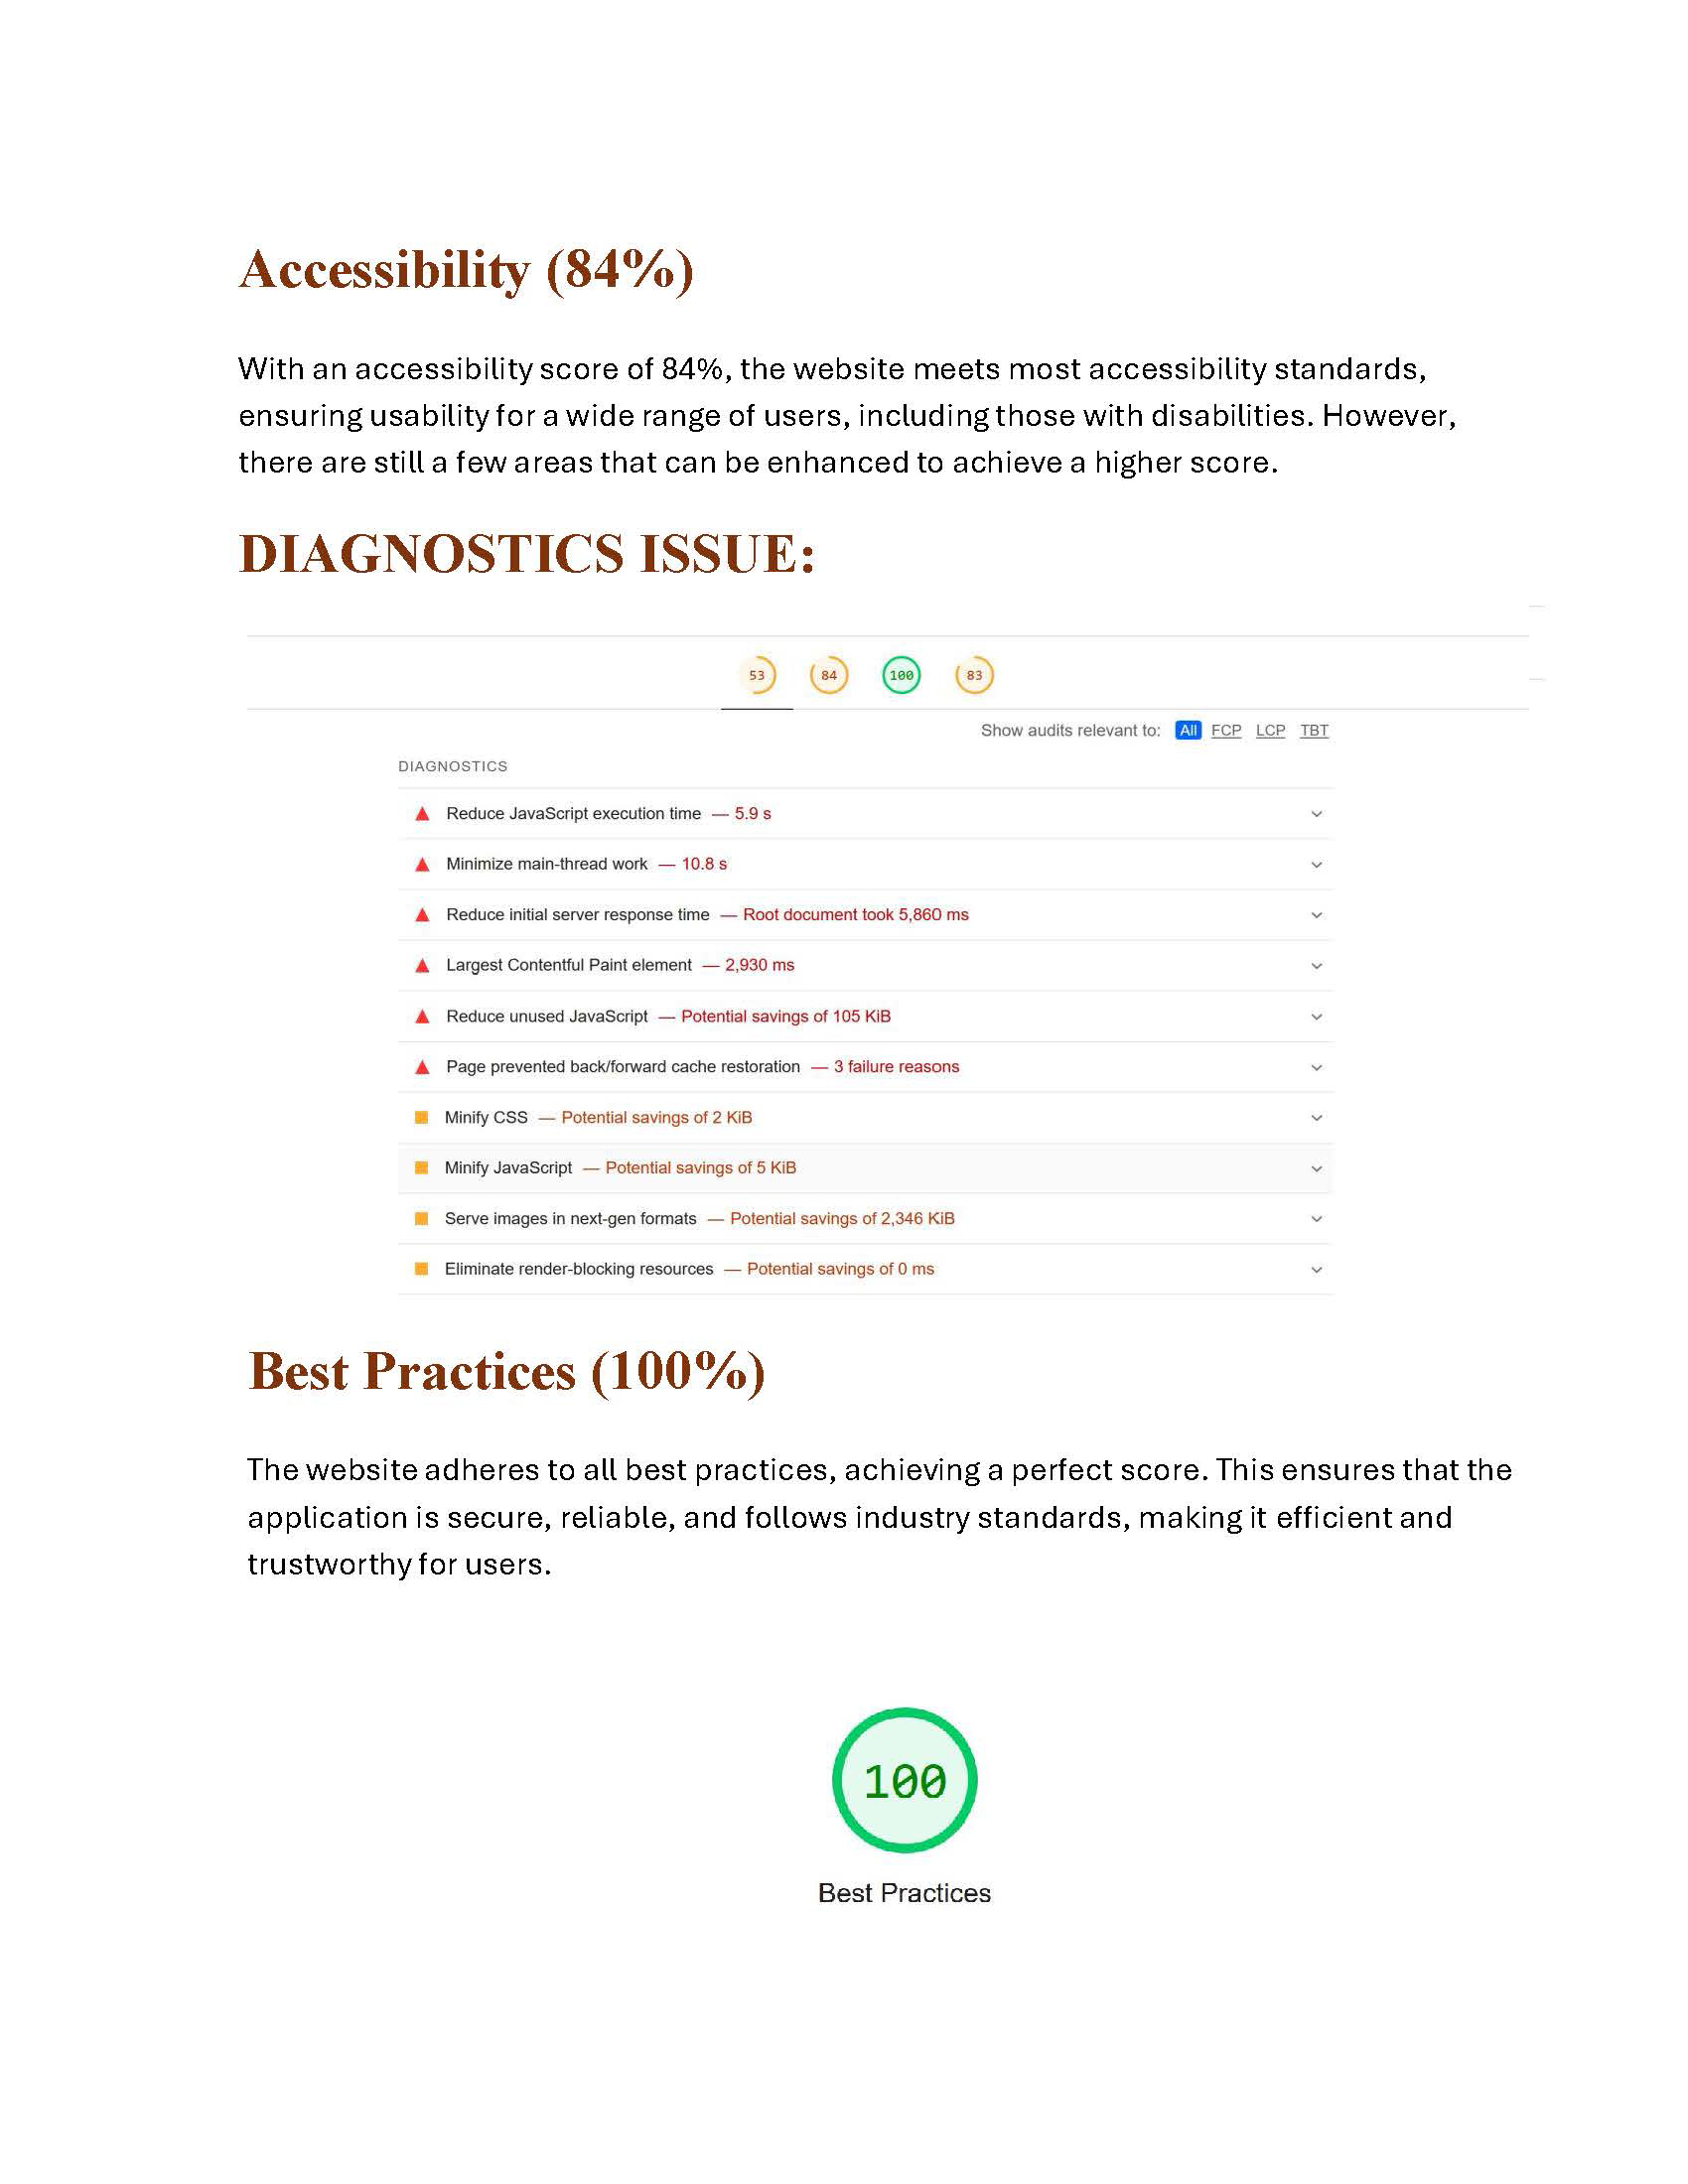 Accessibility (84%)
With an accessibility score of 84%, the website meets most accessibility standards,
ensuring usability for a wide range of users, including those with disabilities. However,
there are still a few areas that can be enhanced to achieve a higher score.
DIAGNOSTICS ISSUE:
53 84 100 83
Show audits relevant to: All FCP LCP TBT
DIAGNOSTICS
Reduce JavaScript execution time — 5.9 s
Minimize main-thread work — 10.8 s
Reduce initial server response time — Root document took 5,860 ms
Largest Contentful Paint element — 2,930 ms
Reduce unused JavaScript — Potential savings of 105 KiB
Page prevented back/forward cache restoration — 3 failure reasons
Minify CSS — Potential savings of 2 KiB
Minify JavaScript — Potential savings of 5 KiB
Serve images in next-gen formats — Potential savings of 2,346 KiB
Eliminate render-blocking resources — Potential savings of 0 ms
Best Practices (100%)
The website adheres to all best practices, achieving a perfect score. This ensures that the
application is secure, reliable, and follows industry standards, making it efficient and
trustworthy for users.
100
Best Practices